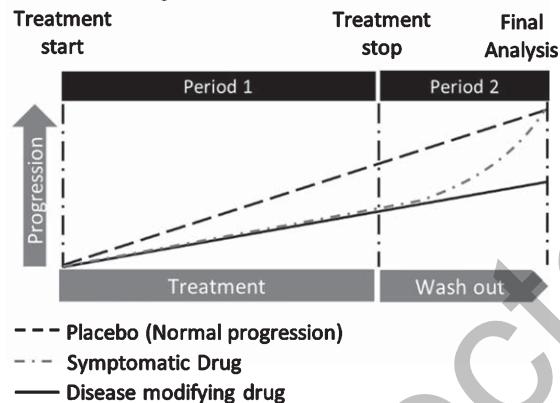 Treatment
start
Treatment
stop
Final
Analysis
Period 1
Period 2
Progression
Treatment
Wash out
Placebo (Normal progression)
Symptomatic Drug
Disease modifying drug